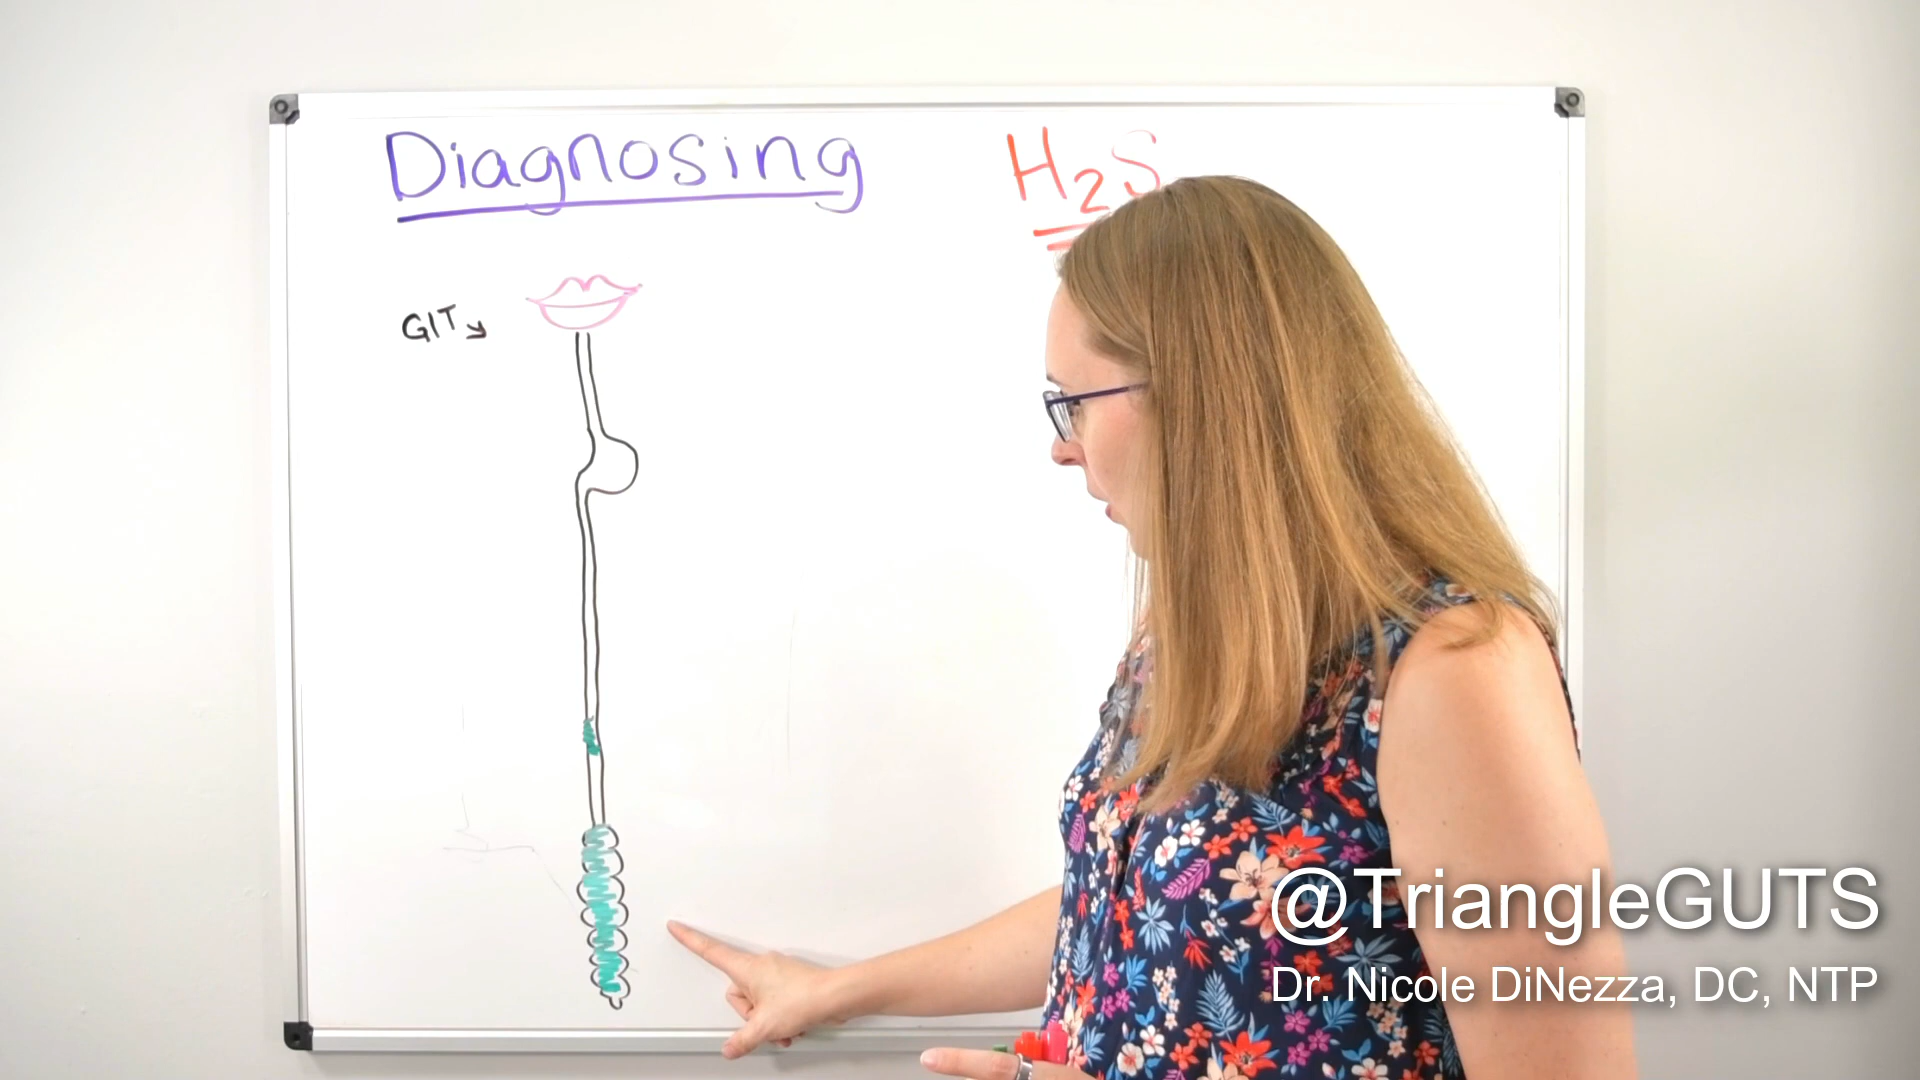 Diagnosing
H2S
GIT
@TriangleGUTS
Dr. Nicole DiNezza, DC, NTP